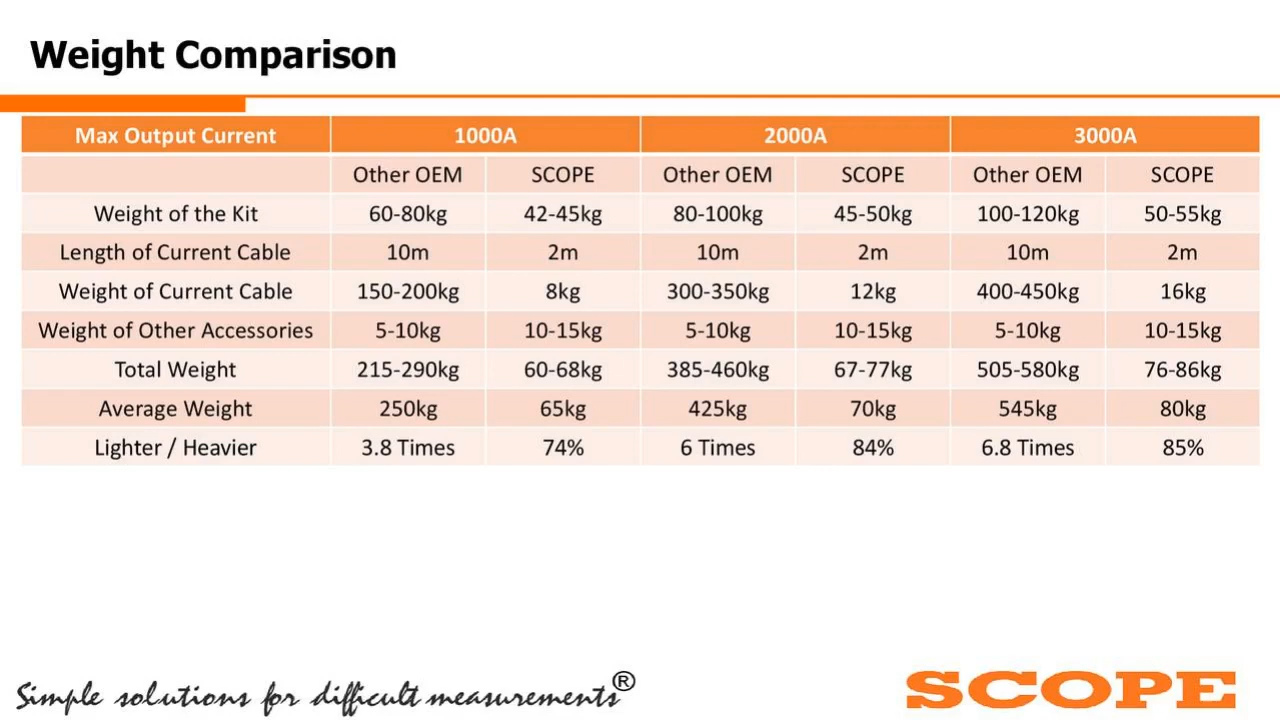 Weight Comparison
Max Output Current 1000A 2000A 3000A
Other OEM SCOPE Other OEM SCOPE Other OEM SCOPE
Weight of the Kit 60-80kg 42-45kg 80-100kg 45-50kg 100-120kg 50-55kg
Length of Current Cable 10m 2m 10m 2m 10m 2m
Weight of Current Cable 150-200kg 8kg 300-350kg 12kg 400-450kg 16kg
Weight of Other Accessories 5-10kg 10-15kg 5-10kg 10-15kg 5-10kg 10-15kg
Total Weight 215-290kg 60-68kg 385-460kg 67-77kg 505-580kg 76-86kg
Average Weight 250kg 65kg 425kg 70kg 545kg 80kg
Lighter / Heavier 3.8 Times 74% 6 Times 84% 6.8 Times 85%
Simple solutions for difficult measurements®
SCOPE